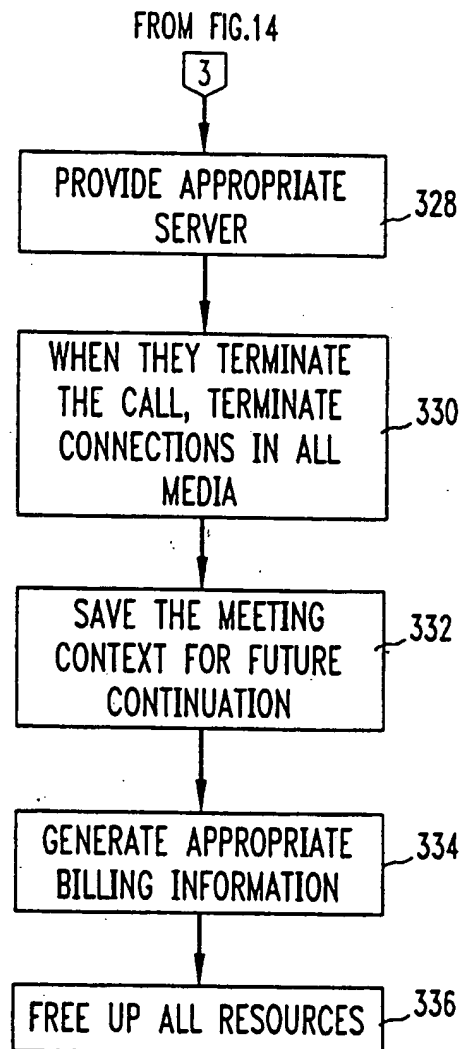 FROM FIG.14
3
PROVIDE APPROPRIATE
SERVER
328
WHEN THEY TERMINATE
THE CALL, TERMINATE
CONNECTIONS IN ALL
MEDIA
330
SAVE THE MEETING
CONTEXT FOR FUTURE
CONTINUATION
332
GENERATE APPROPRIATE
BILLING INFORMATION
334
FREE UP ALL RESOURCES
336